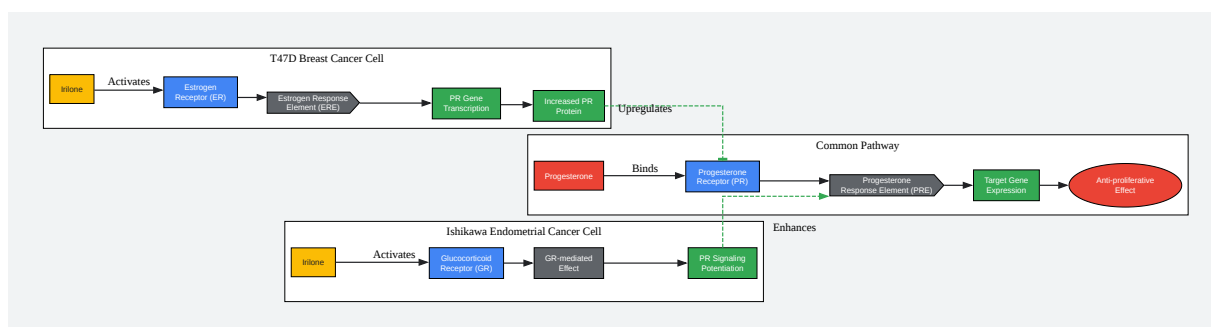 T47D Breast Cancer Cell
Irilone
Activates
Estrogen
Receptor (ER)
Estrogen Response
Element (ERE)
PR Gene
Transcription
Increased PR
Protein
Upregulates
Common Pathway
Progesterone
Binds
Progesterone
Receptor (PR)
Progesterone
Response Element (PRE)
Target Gene
Expression
Anti-proliferative
Effect
Ishikawa Endometrial Cancer Cell
Enhances
Irilone
Activates
Glucocorticoid
Receptor (GR)
GR-mediated
Effect
PR Signaling
Potentiation